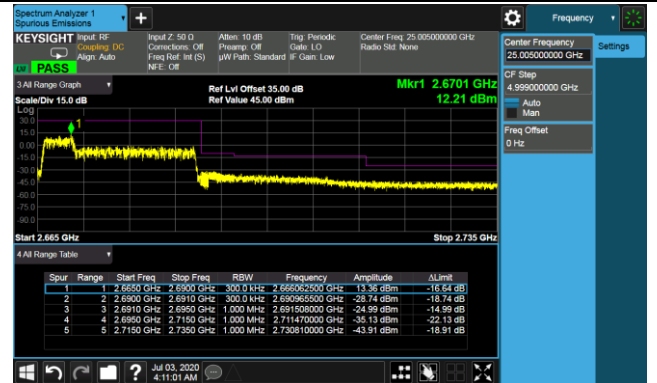 Spectrum Analyzer 1
Spurious Emissions
Frequency
KEYSIGHT
Input: RF
Coupling: DC
Align: Auto
Input Z: 50 Ω
Corrections: Off
Freq Ref: Int (S)
NFE: Off
Atten: 10 dB
Preamp: Off
µW Path: Standard
Trig: Periodic
Gate: LO
IF Gain: Low
Center Freq: 25.005000000 GHz
Radio Std: None
LXI
PASS
3 All Range Graph
Scale/Div 15.0 dB
Ref Lvl Offset 35.00 dB
Ref Value 45.00 dBm
Mkr1 2.6701 GHz
12.21 dBm
Log
30.0
15.0
0.00
-15.0
-30.0
-45.0
-60.0
-75.0
-90.0
1
Start 2.665 GHz
Stop 2.735 GHz
4 All Range Table
Spur Range Start Freq Stop Freq RBW Frequency Amplitude ΔLimit
1 1 2.6650 GHz 2.6900 GHz 300.0 kHz 2.666062500 GHz 13.36 dBm -16.64 dB
2 2 2.6900 GHz 2.6910 GHz 300.0 kHz 2.690965500 GHz -28.74 dBm -18.74 dB
3 3 2.6910 GHz 2.6950 GHz 1.000 MHz 2.691508000 GHz -24.99 dBm -14.99 dB
4 4 2.6950 GHz 2.7150 GHz 1.000 MHz 2.711470000 GHz -35.13 dBm -22.13 dB
5 5 2.7150 GHz 2.7350 GHz 1.000 MHz 2.730810000 GHz -43.91 dBm -18.91 dB
Center Frequency
25.005000000 GHz
Settings
CF Step
4.999000000 GHz
Auto
Man
Freq Offset
0 Hz
?
Jul 03, 2020
4:11:01 AM